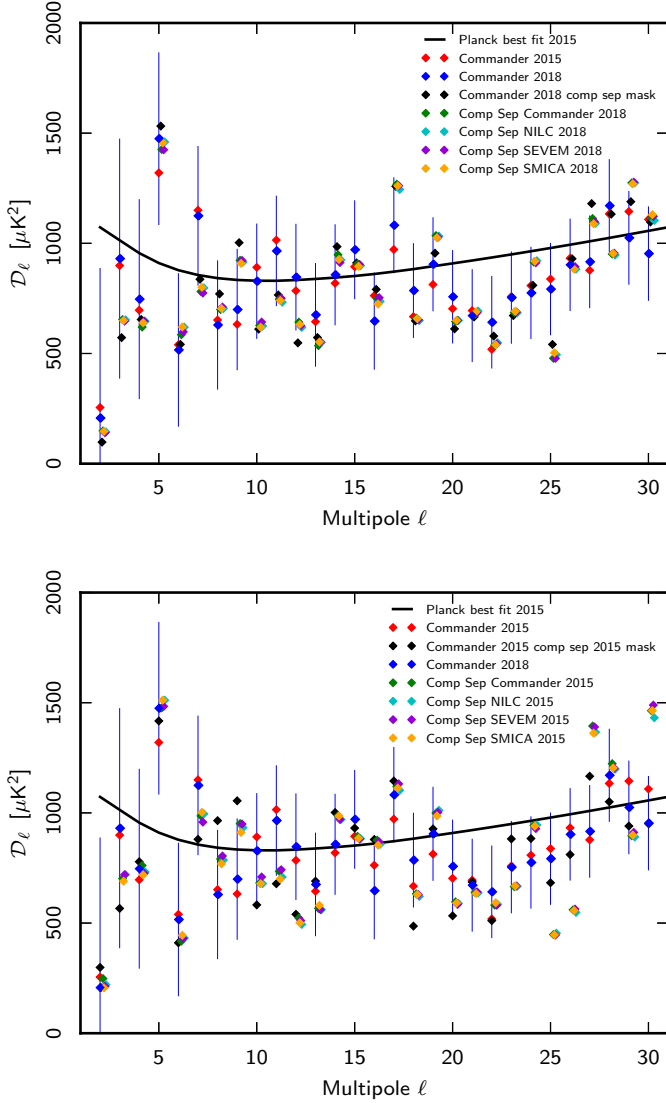 2000
1500
1000
500
0
𝒟ℓ [μK²]
Planck best fit 2015
Commander 2015
Commander 2018
Commander 2018 comp sep mask
Comp Sep Commander 2018
Comp Sep NILC 2018
Comp Sep SEVEM 2018
Comp Sep SMICA 2018
5 10 15 20 25 30
Multipole ℓ
2000
1500
1000
500
0
𝒟ℓ [μK²]
Planck best fit 2015
Commander 2015
Commander 2015 comp sep 2015 mask
Commander 2018
Comp Sep Commander 2015
Comp Sep NILC 2015
Comp Sep SEVEM 2015
Comp Sep SMICA 2015
5 10 15 20 25 30
Multipole ℓ